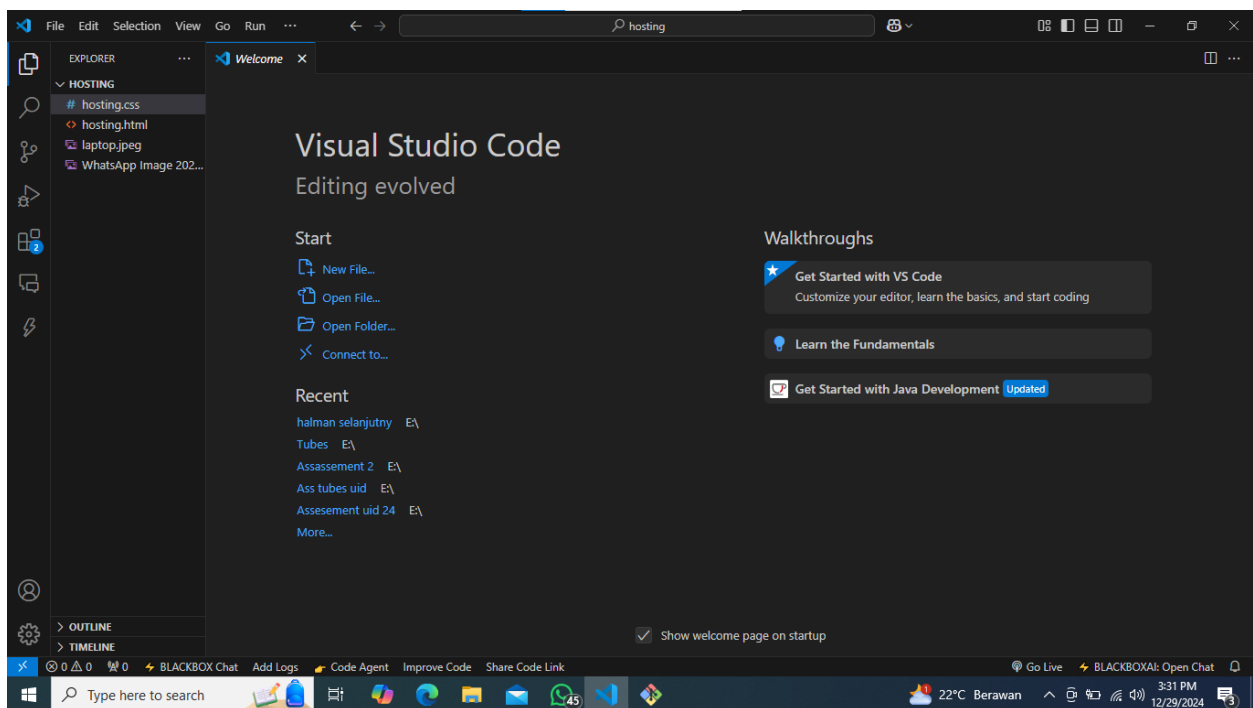 File Edit Selection View Go Run ···
hosting
EXPLORER ···
Welcome
HOSTING
# hosting.css
<> hosting.html
laptop.jpeg
WhatsApp Image 202...
2
Visual Studio Code
Editing evolved
Start
New File...
Open File...
Open Folder...
Connect to...
Recent
halman selanjutny E:\
Tubes E:\
Assassement 2 E:\
Ass tubes uid E:\
Assesement uid 24 E:\
More...
Walkthroughs
Get Started with VS Code
Customize your editor, learn the basics, and start coding
Learn the Fundamentals
Get Started with Java Development Updated
Show welcome page on startup
OUTLINE
TIMELINE
0 0 0 BLACKBOX Chat Add Logs Code Agent Improve Code Share Code Link Go Live BLACKBOXAI: Open Chat
Type here to search 45 1 22°C Berawan 3:31 PM
12/29/2024 3